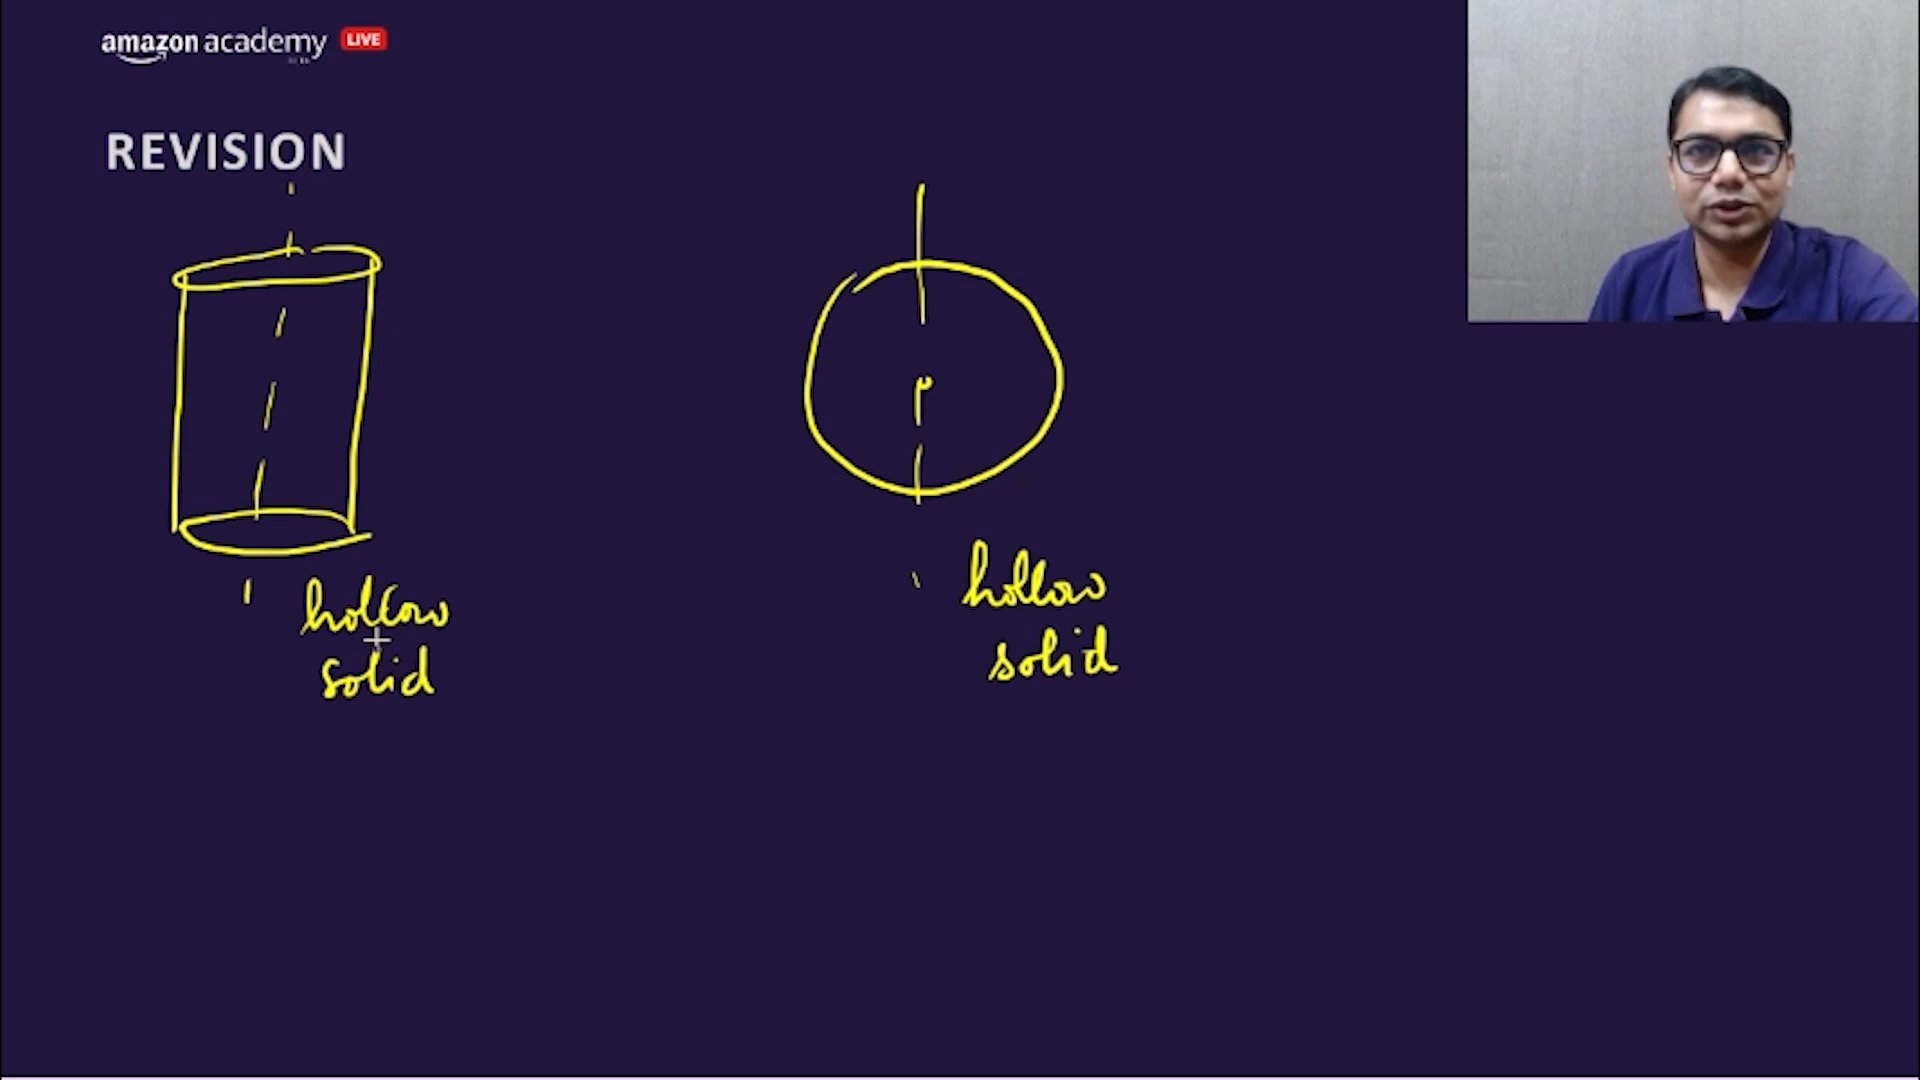 amazon academy LIVE
REVISION
hollow
solid
hollow
solid